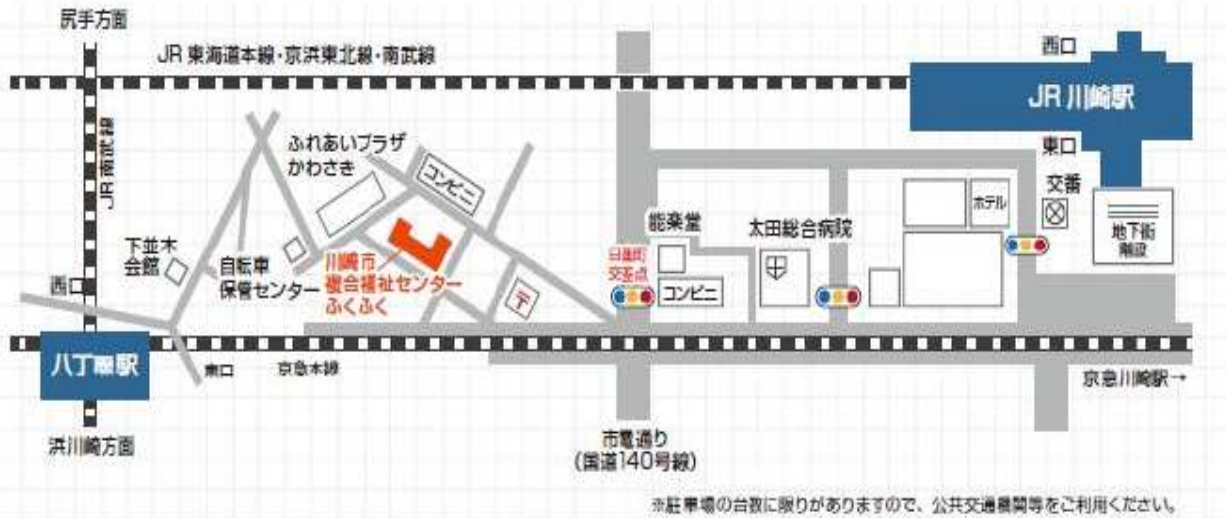 尻手方面
JR 東海道本線・京浜東北線・南武線
西口
JR 川崎駅
JR 南武線
ふれあいプラザ
かわさき
コンビニ
東口
交番
ホテル
地下街
階段
能楽堂
太田総合病院
下並木
会館
自転車
保管センター
川崎市
複合福祉センター
ふくふく
日進町
交差点
コンビニ
〒
西口
八丁畷駅
東口
京急本線
京急川崎駅→
浜川崎方面
市電通り
(国道140号線)
※駐車場の台数に限りがありますので、公共交通機関等をご利用ください。